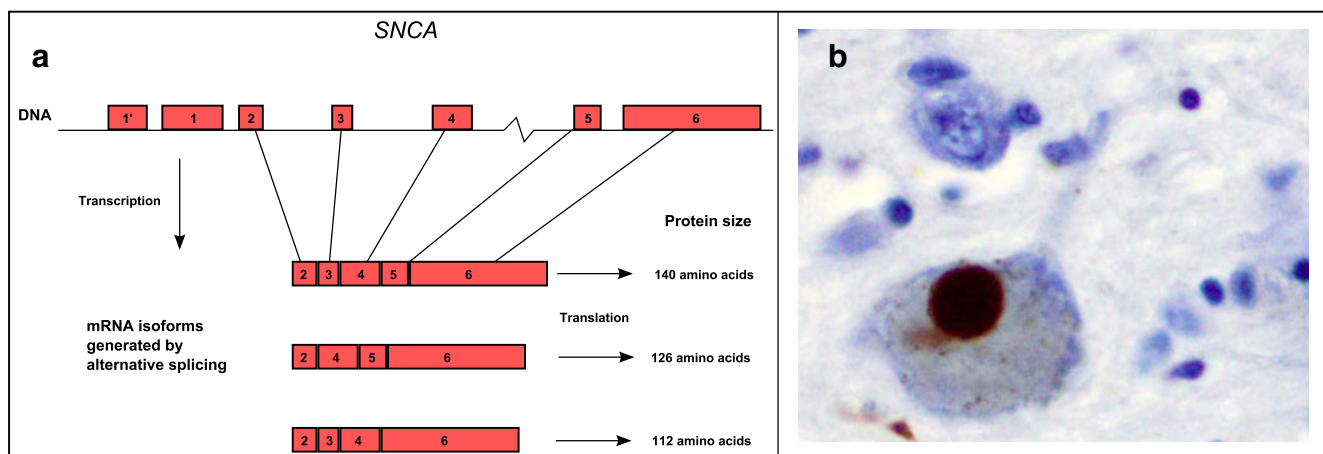 SNCA
a
b
DNA
1' 1 2 3 4 5 6
Transcription
Protein size
2 3 4 5 6
140 amino acids
mRNA isoforms
generated by
alternative splicing
Translation
2 4 5 6
126 amino acids
2 3 4 6
112 amino acids